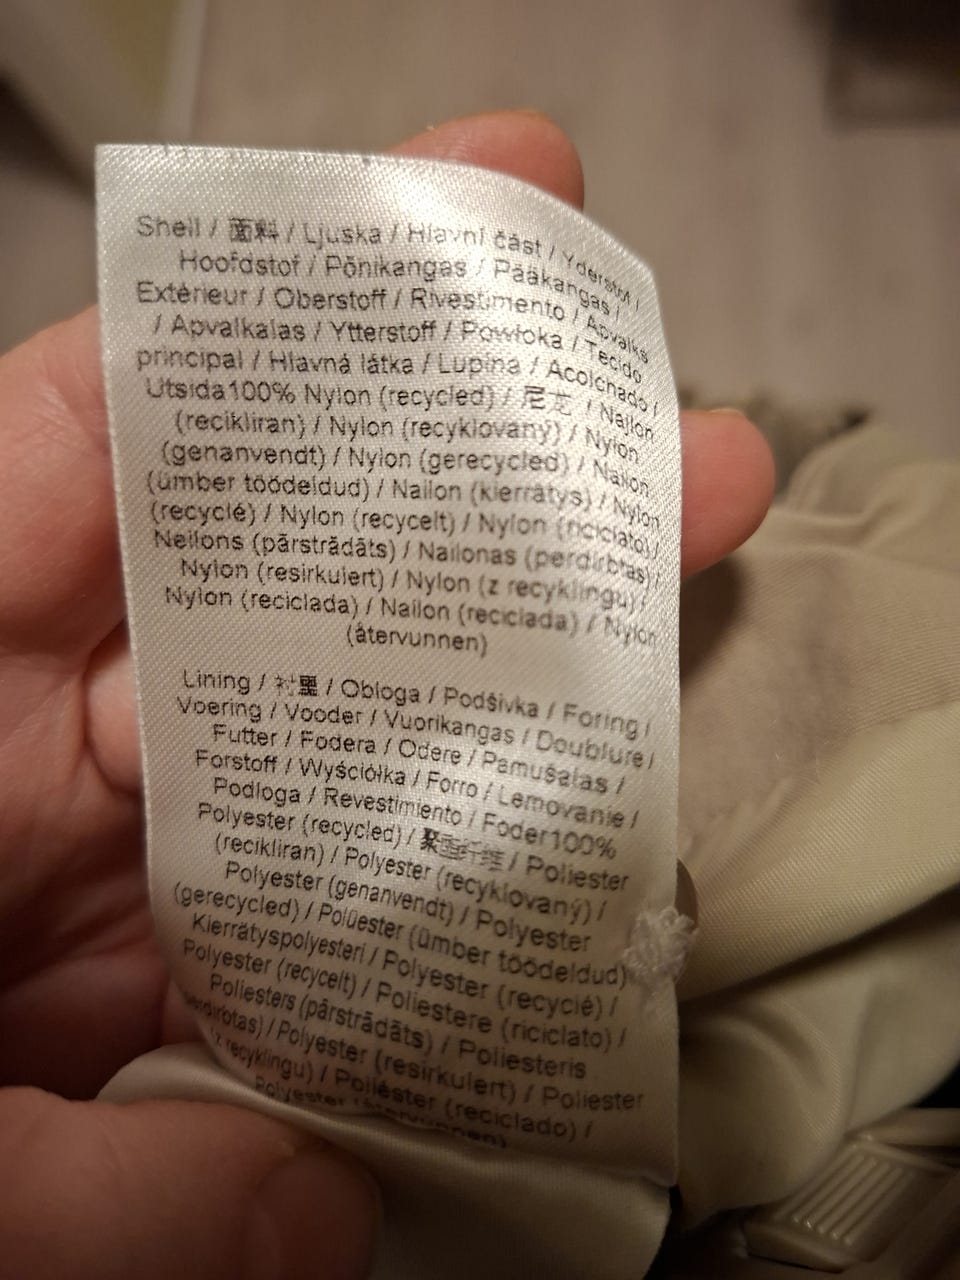 Shell / 面料 / Ljuska / Hlavní část / Yderstof /
Hoofdstof / Põhikangas / Pääkangas /
Extérieur / Oberstoff / Rivestimento / Apvalks
/ Apvalkalas / Ytterstoff / Powłoka / Tecido
principal / Hlavná látka / Lupina / Acolchado /
Utsida100% Nylon (recycled) / 尼龙 / Najlon
(recikliran) / Nylon (recyklovaný) / Nylon
(genanvendt) / Nylon (gerecycled) / Nailon
(ümber töödeldud) / Nailon (kierrätys) / Nylon
(recyclé) / Nylon (recycelt) / Nylon (riciclato) /
Neilons (pārstrādāts) / Nailonas (perdirbtas) /
Nylon (resirkulert) / Nylon (z recyklingu) /
Nylon (reciclada) / Nailon (reciclada) / Nylon
(återvunnen)
Lining / 衬里 / Obloga / Podšívka / Foring /
Voering / Vooder / Vuorikangas / Doublure /
Futter / Fodera / Odere / Pamušalas /
Forstoff / Wyściółka / Forro / Lemovanie /
Podloga / Revestimiento / Foder100%
Polyester (recycled) / 聚酯纤维 / Poliester
(recikliran) / Polyester (recyklovaný) /
Polyester (genanvendt) / Polyester
(gerecycled) / Polüester (ümber töödeldud)
Kierrätyspolyesteri / Polyester (recyclé) /
Polyester (recycelt) / Poliestere (riciclato) /
Poliesters (pārstrādāts) / Poliesteris
perdirbtas) / Polyester (resirkulert) / Poliester
(z recyklingu) / Poliéster (reciclado) /
Polyester (återvunnen)